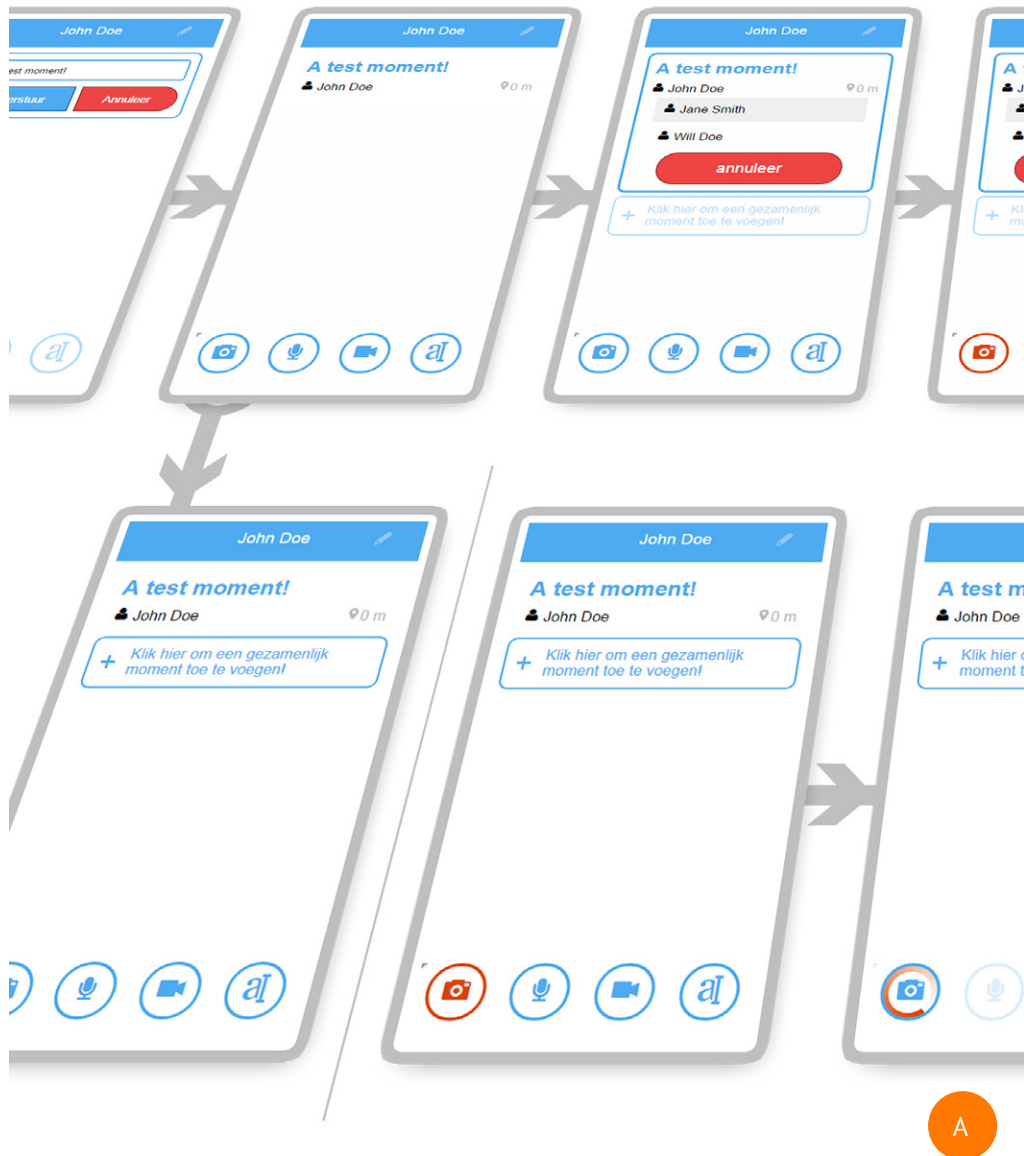 John Doe
est moment!
erstuur
Annuleer
John Doe
A test moment!
John Doe
0 m
John Doe
A test moment!
John Doe
0 m
Jane Smith
Will Doe
annuleer
+ Klik hier om een gezamenlijk
moment toe te voegen!
A
+
John Doe
A test moment!
John Doe
0 m
+ Klik hier om een gezamenlijk
moment toe te voegen!
John Doe
A test moment!
John Doe
0 m
+ Klik hier om een gezamenlijk
moment toe te voegen!
A test m
John Doe
+ Klik hier
moment t
A